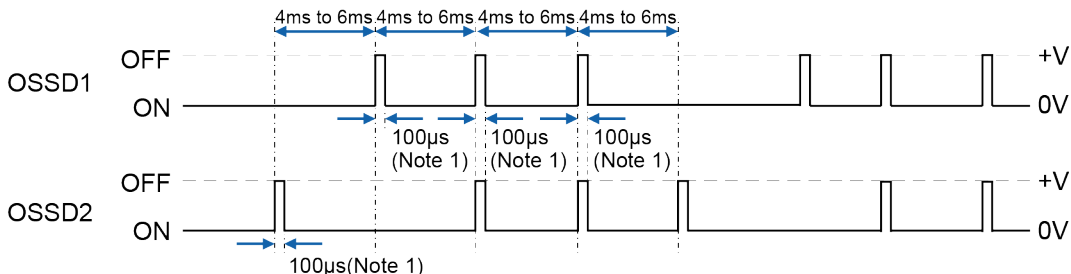 4ms to 6ms 4ms to 6ms 4ms to 6ms 4ms to 6ms
OFF +V
OSSD1
ON 0V
100µs 100µs 100µs
(Note 1) (Note 1) (Note 1)
OFF +V
OSSD2
ON 0V
100µs(Note 1)